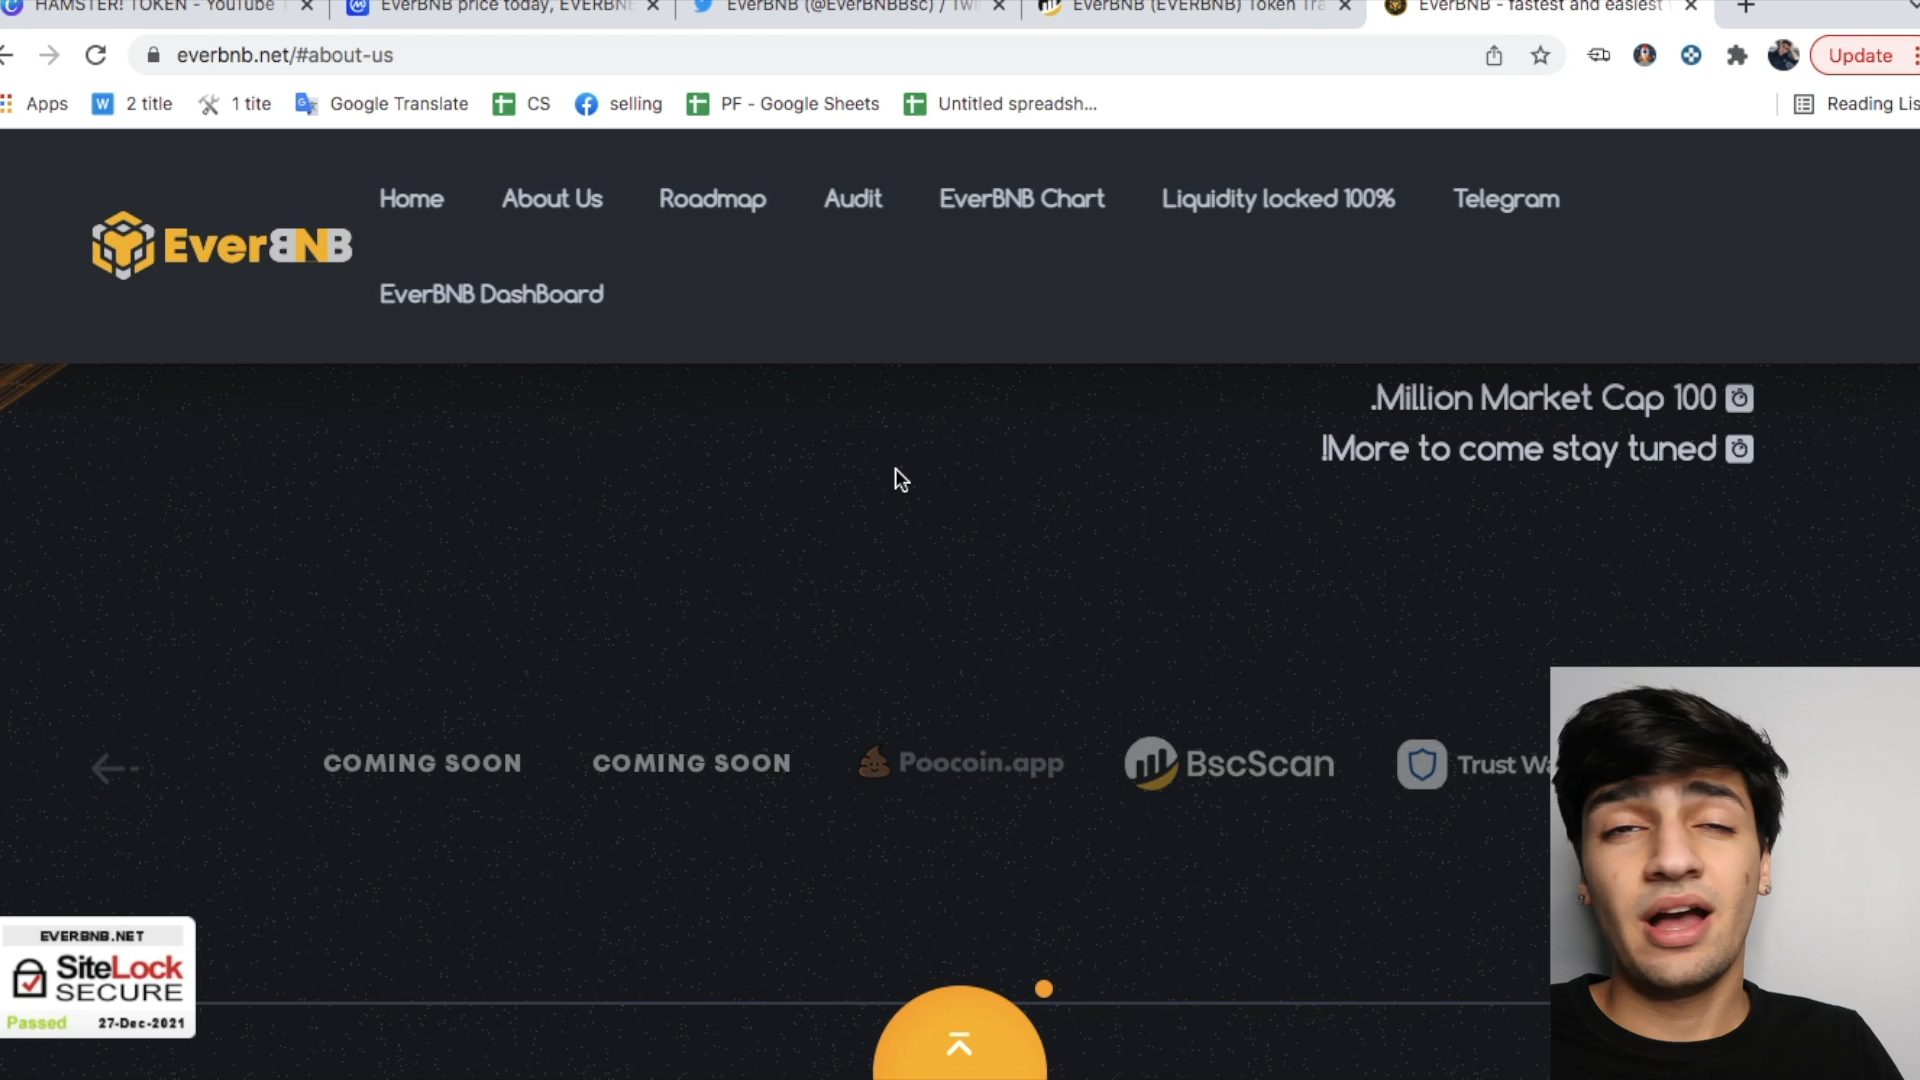 HAMSTER! TOKEN - YouTube
EverBNB price today, EVERBNB
EverBNB (@EverBNBBsc) / Twi
EverBNB (EVERBNB) Token Tra
EverBNB - fastest and easiest
everbnb.net/#about-us
Update
Apps
2 title
1 tite
Google Translate
CS
selling
PF - Google Sheets
Untitled spreadsh...
Reading Lis
EverBNB
Home
About Us
Roadmap
Audit
EverBNB Chart
Liquidity locked 100%
Telegram
EverBNB DashBoard
.Million Market Cap 100
!More to come stay tuned
COMING SOON
COMING SOON
Poocoin.app
BscScan
Trust Wa
EVERBNB.NET
SiteLock
SECURE
Passed 27-Dec-2021